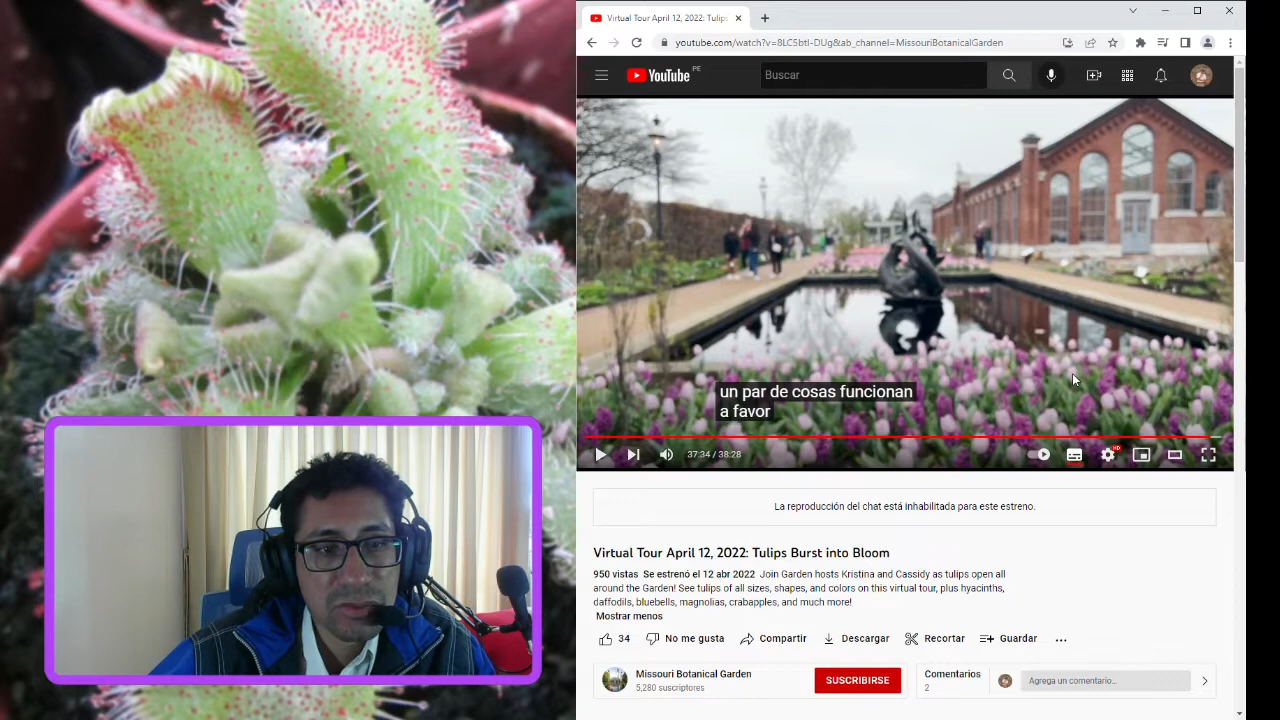 Virtual Tour April 12, 2022: Tulips
youtube.com/watch?v=8LC5btI-DUg&ab_channel=MissouriBotanicalGarden
YouTube PE
Buscar
un par de cosas funcionan
a favor
37:34 / 38:28
HD
La reproducción del chat está inhabilitada para este estreno.
Virtual Tour April 12, 2022: Tulips Burst into Bloom
950 vistas Se estrenó el 12 abr 2022 Join Garden hosts Kristina and Cassidy as tulips open all
around the Garden! See tulips of all sizes, shapes, and colors on this virtual tour, plus hyacinths,
daffodils, bluebells, magnolias, crabapples, and much more!
Mostrar menos
34 No me gusta Compartir Descargar Recortar Guardar
Missouri Botanical Garden
5,280 suscriptores
SUSCRIBIRSE
Comentarios
2
Agrega un comentario...